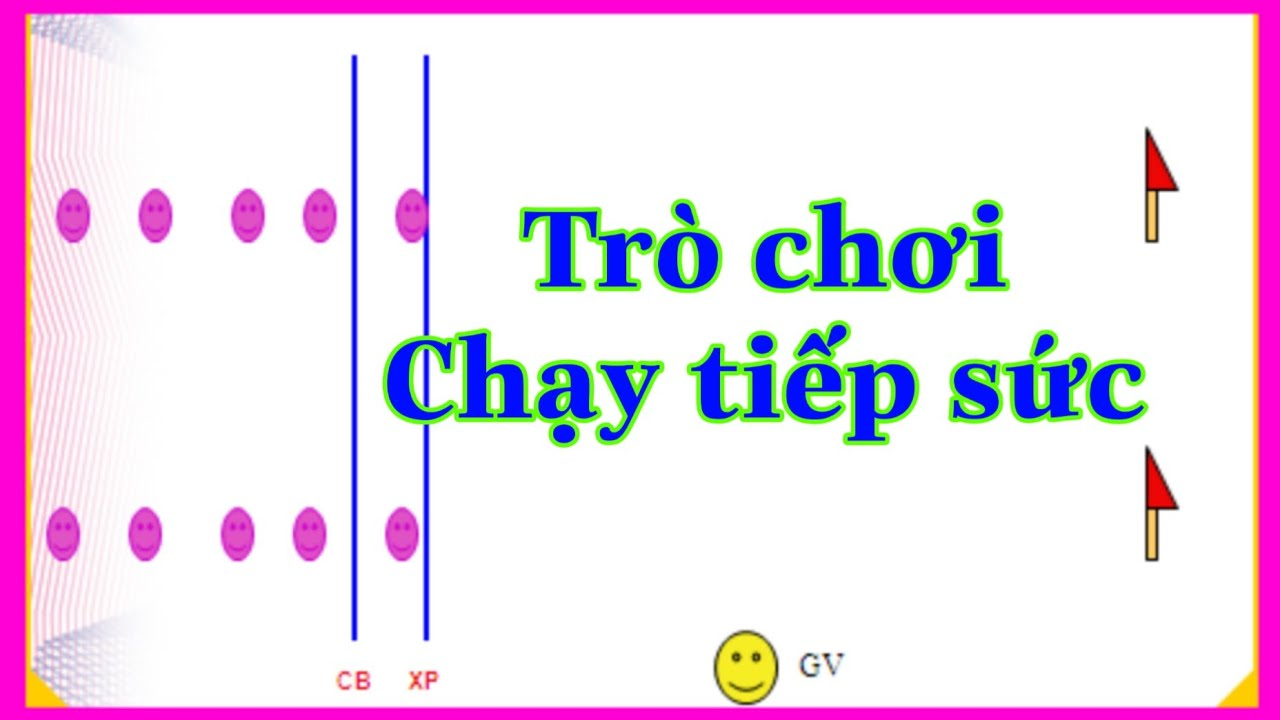 Trò chơi
Chạy tiếp sức
CB XP
GV